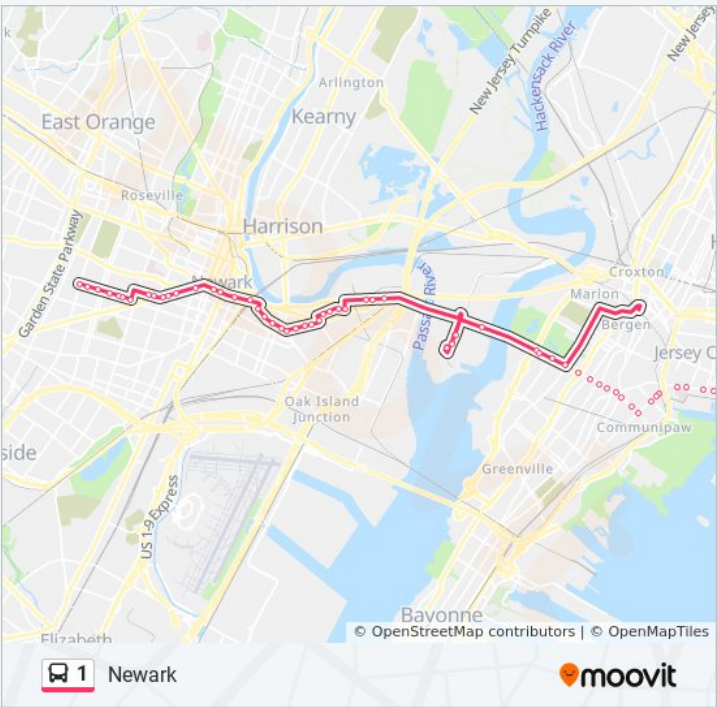 New Jersey Turnpike
Hackensack River
New Jersey
k
Arlington
East Orange
Kearny
Roseville
Harrison
Garden State Parkway
Newark
Croxton
Passaic River
Marion
Bergen
Jersey C
Oak Island
Junction
Communipaw
side
Greenville
US 1-9 Express
Bayonne
© OpenStreetMap contributors | © OpenMapTiles
Elizabeth
1 Newark
moovit